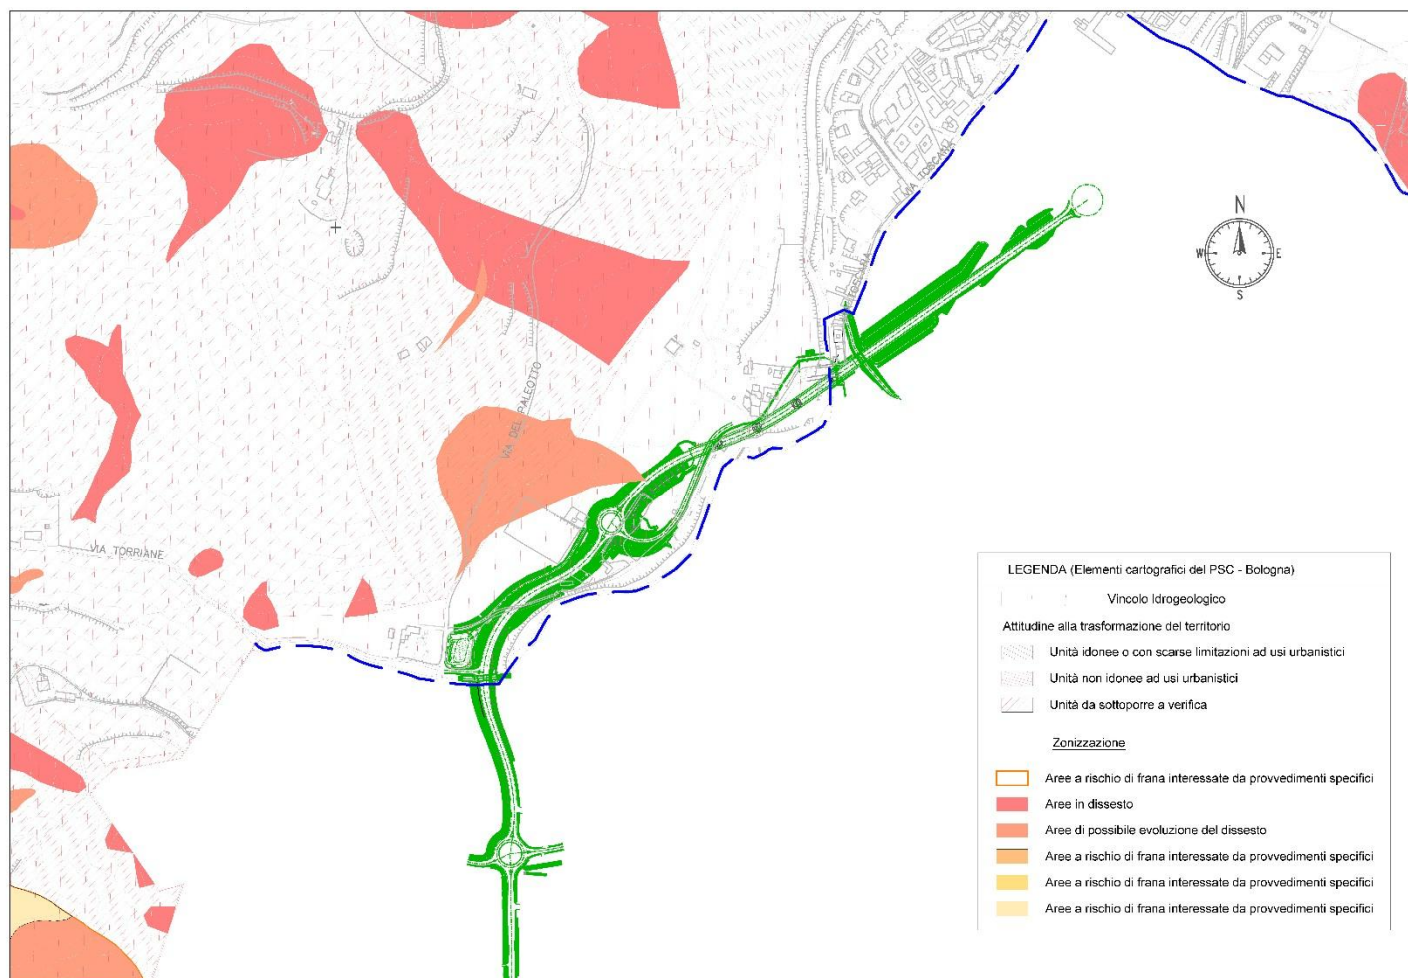 VIA TOSCANA
N
W
E
S
TOSCANA
VIA DEL PALEOTTO
VIA TORRIANE
LEGENDA (Elementi cartografici del PSC - Bologna)
Vincolo Idrogeologico
Attitudine alla trasformazione del territorio
Unità idonee o con scarse limitazioni ad usi urbanistici
Unità non idonee ad usi urbanistici
Unità da sottoporre a verifica
Zonizzazione
Aree a rischio di frana interessate da provvedimenti specifici
Aree in dissesto
Aree di possibile evoluzione del dissesto
Aree a rischio di frana interessate da provvedimenti specifici
Aree a rischio di frana interessate da provvedimenti specifici
Aree a rischio di frana interessate da provvedimenti specifici